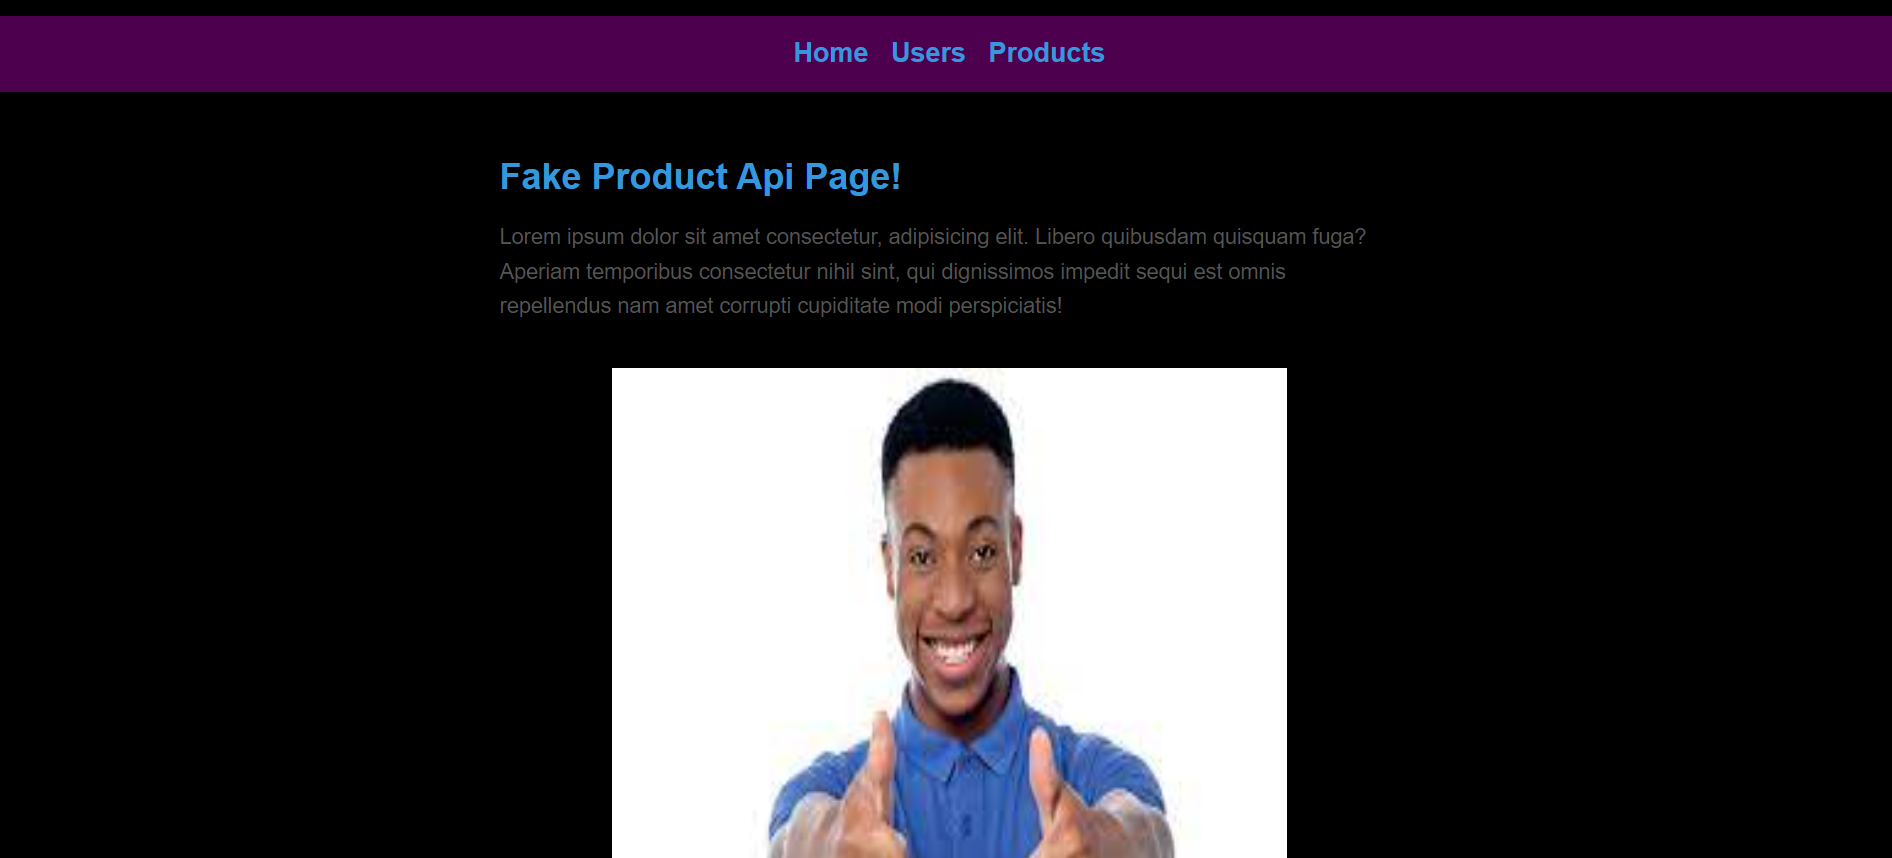 Home Users Products
Fake Product Api Page!
Lorem ipsum dolor sit amet consectetur, adipisicing elit. Libero quibusdam quisquam fuga?
Aperiam temporibus consectetur nihil sint, qui dignissimos impedit sequi est omnis
repellendus nam amet corrupti cupiditate modi perspiciatis!